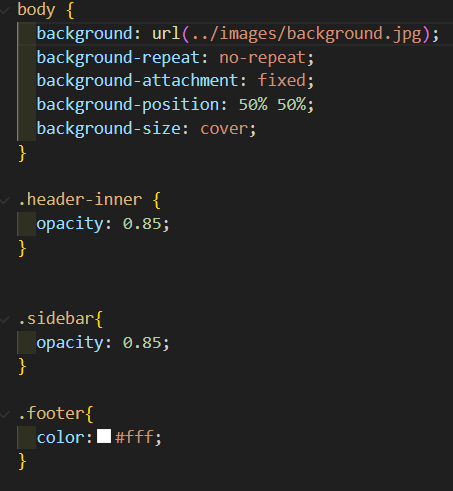 body {
  background: url(../images/background.jpg);
  background-repeat: no-repeat;
  background-attachment: fixed;
  background-position: 50% 50%;
  background-size: cover;
}
.header-inner {
  opacity: 0.85;
}
.sidebar{
  opacity: 0.85;
}
.footer{
  color: #fff;
}